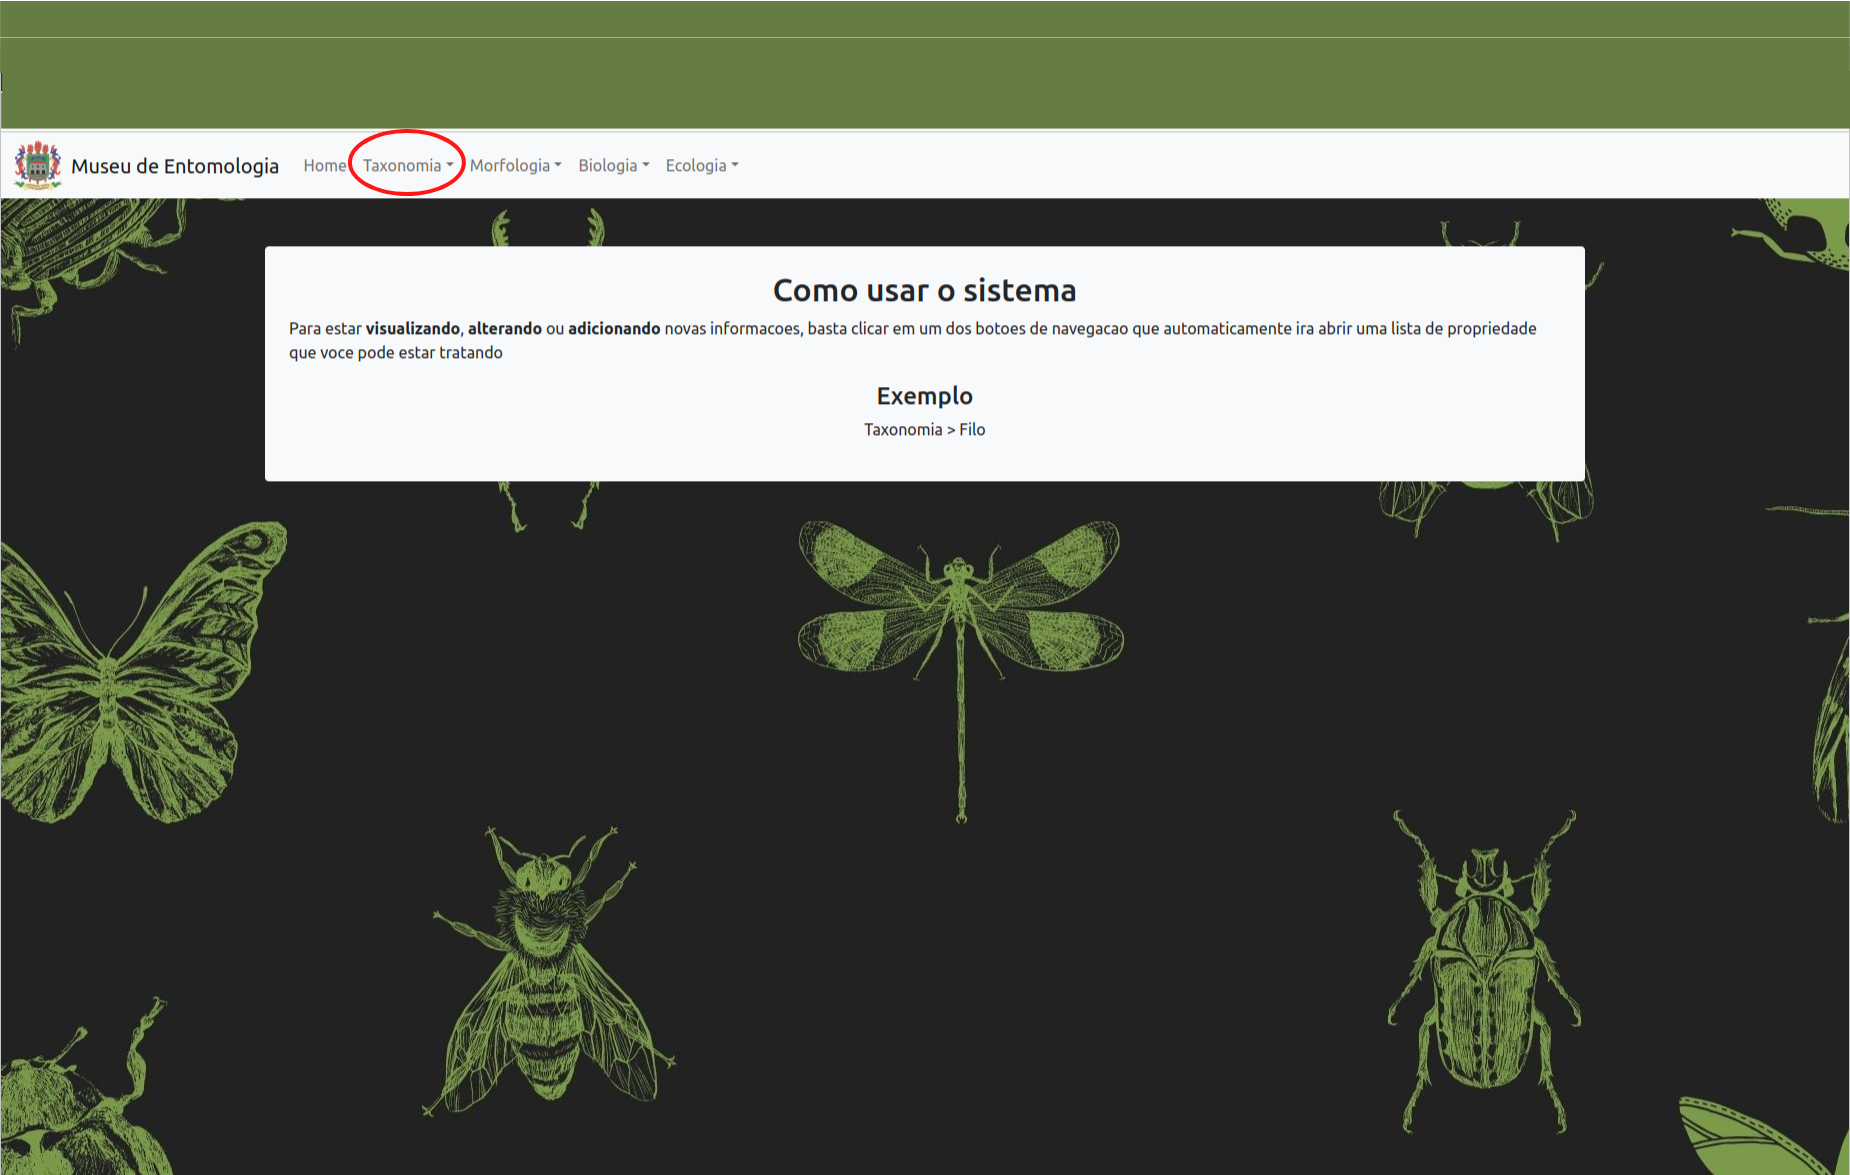 Museu de Entomologia Home Taxonomia Morfologia Biologia Ecologia
Como usar o sistema
Para estar visualizando, alterando ou adicionando novas informacoes, basta clicar em um dos botoes de navegacao que automaticamente ira abrir uma lista de propriedade
que voce pode estar tratando
Exemplo
Taxonomia > Filo